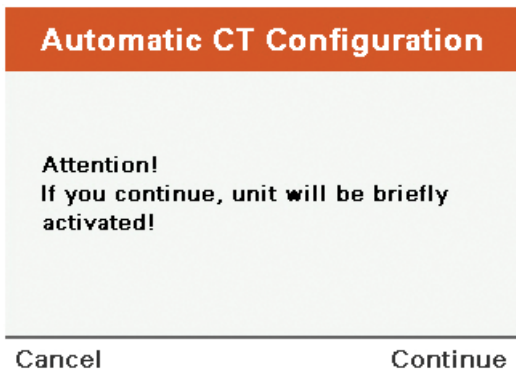 Automatic CT Configuration
Attention!
If you continue, unit will be briefly
activated!
Cancel Continue